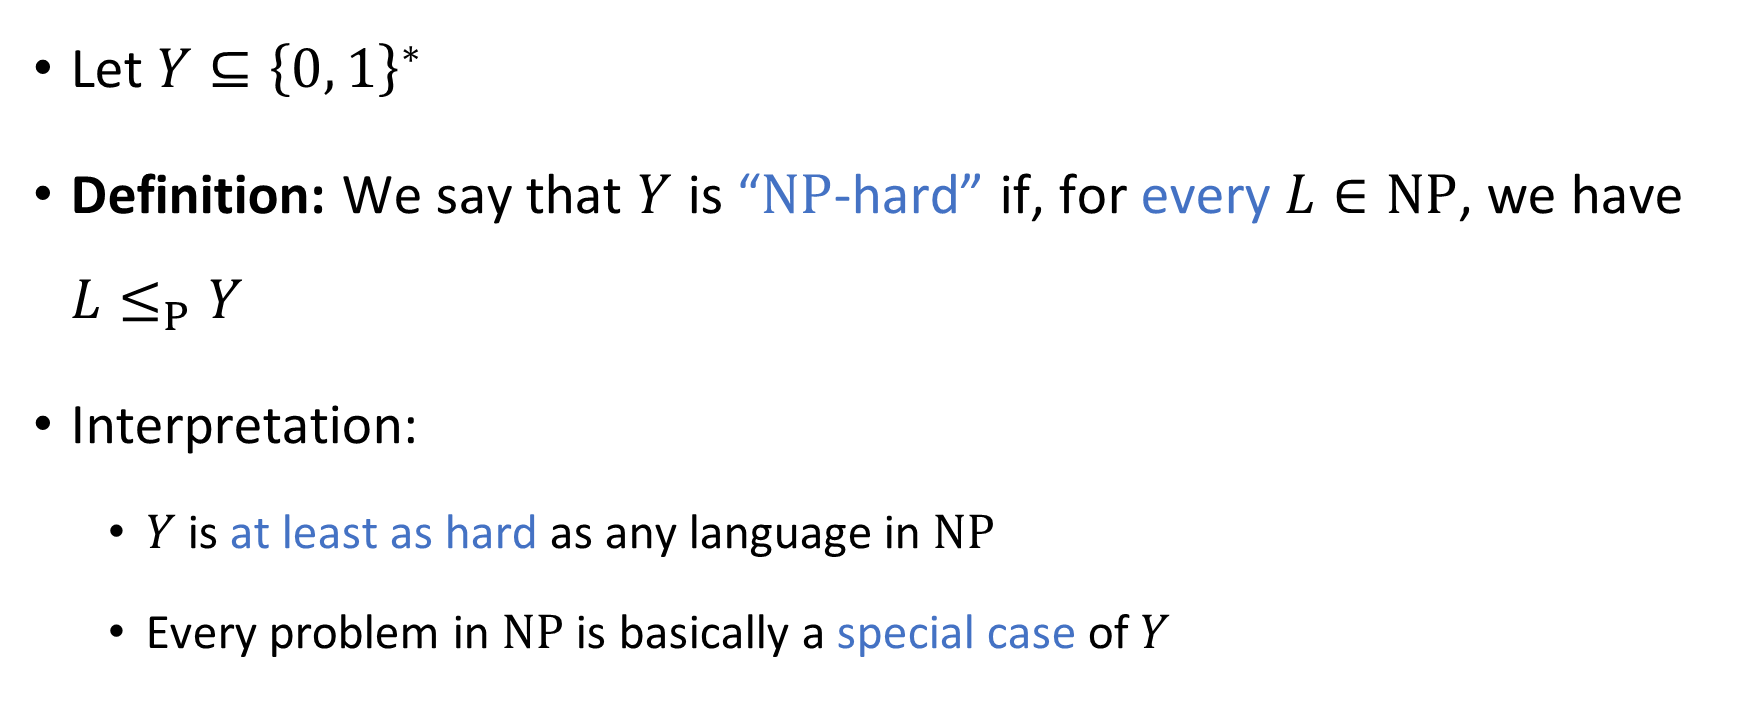 • Let Y ⊆ {0, 1}*
• Definition: We say that Y is “NP-hard” if, for every L ∈ NP, we have
L ≤P Y
• Interpretation:
• Y is at least as hard as any language in NP
• Every problem in NP is basically a special case of Y